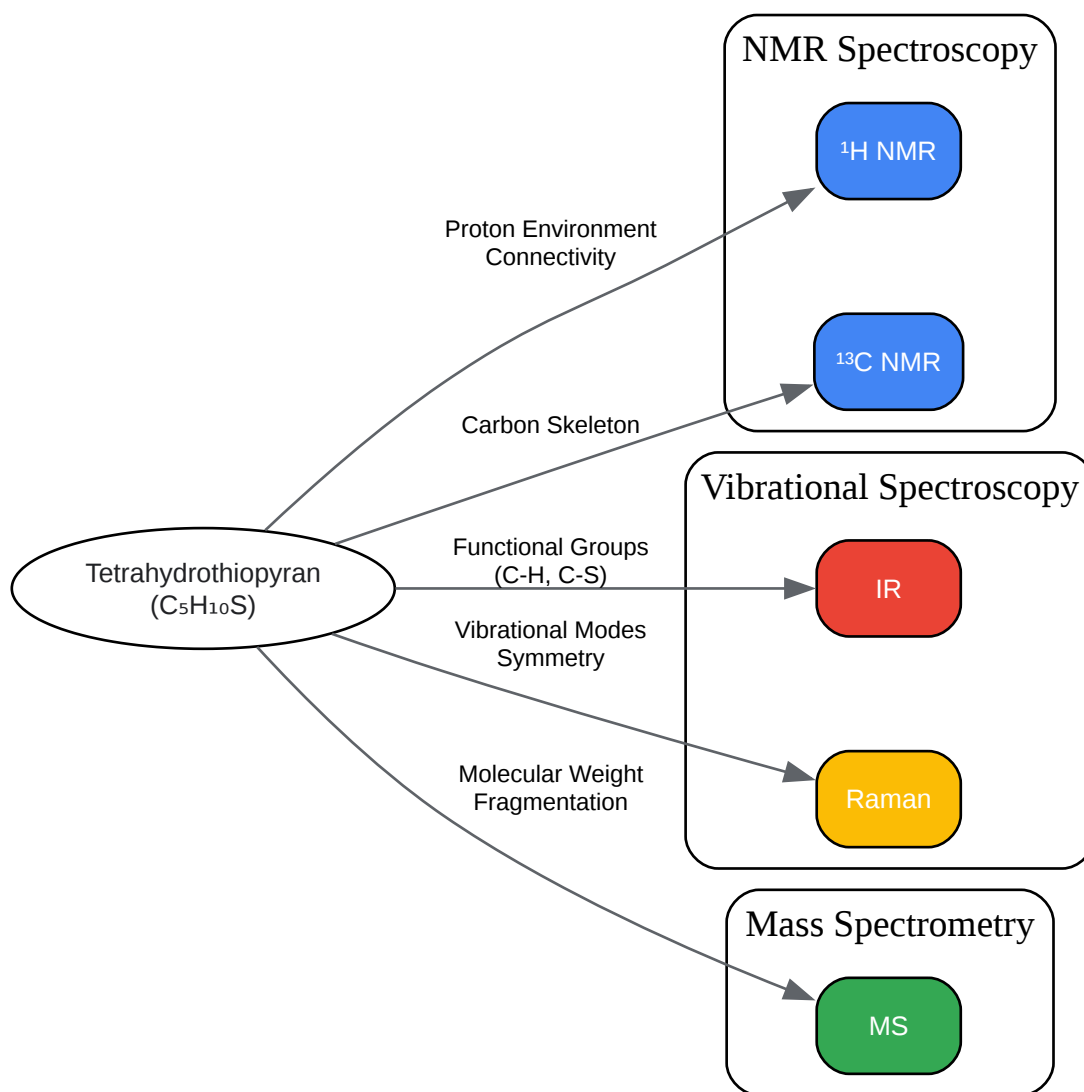 NMR Spectroscopy
¹H NMR
Proton Environment
Connectivity
¹³C NMR
Carbon Skeleton
Vibrational Spectroscopy
Functional Groups
(C-H, C-S)
IR
Tetrahydrothiopyran
(C₅H₁₀S)
Vibrational Modes
Symmetry
Raman
Molecular Weight
Fragmentation
Mass Spectrometry
MS